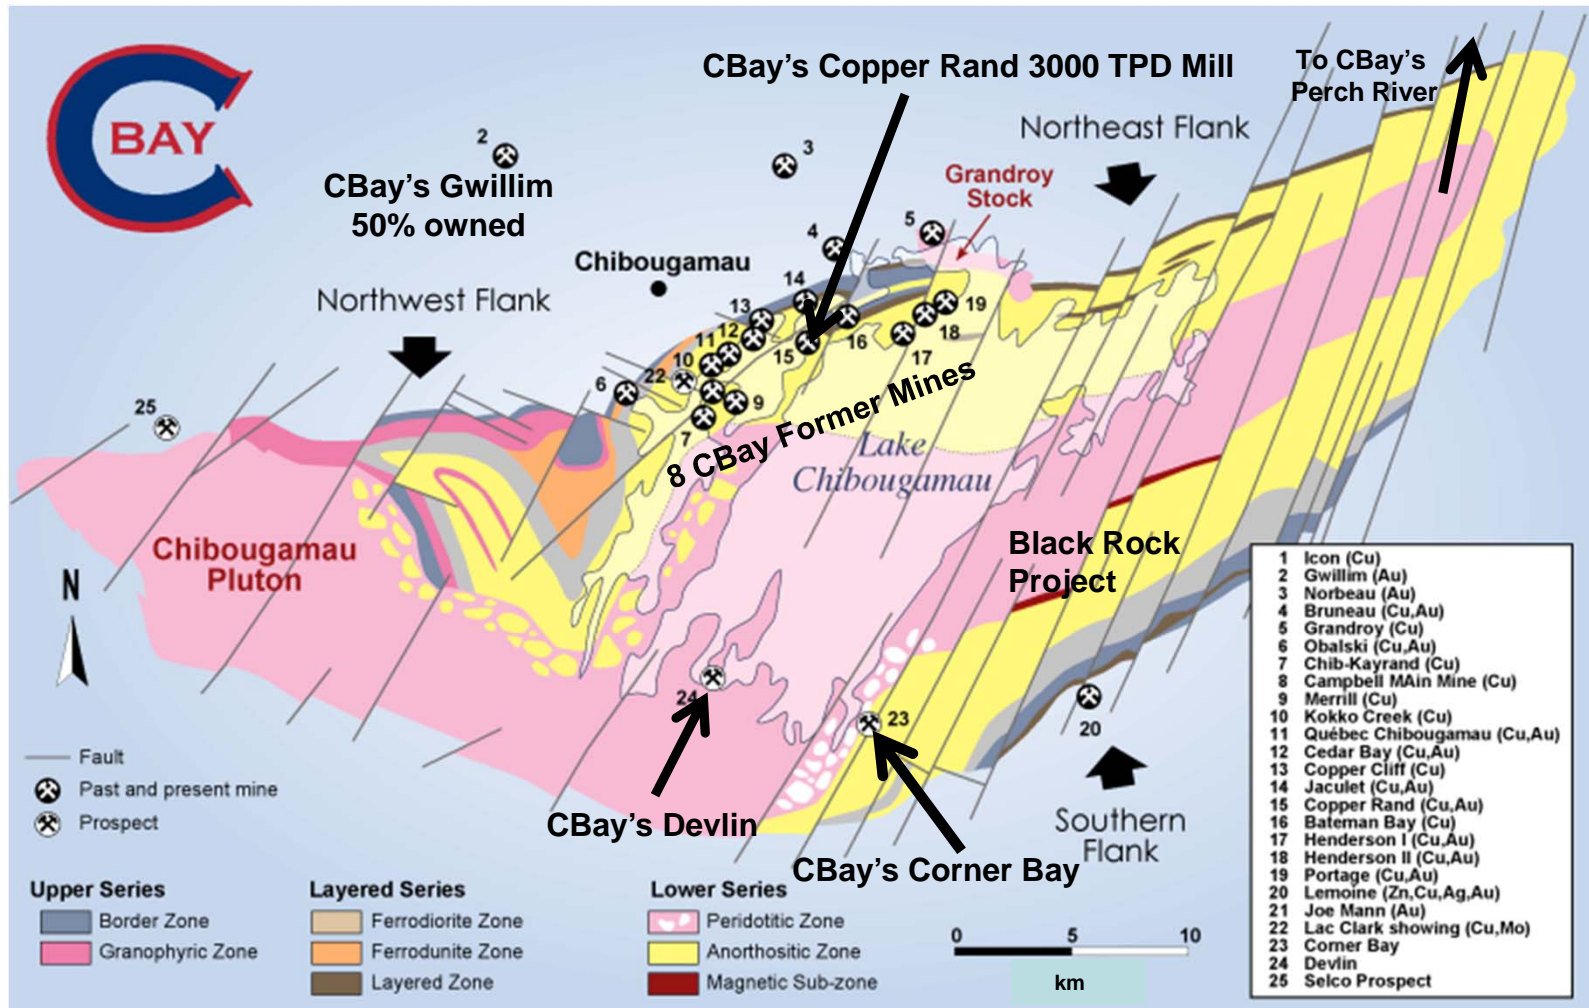 BAY
CBay's Copper Rand 3000 TPD Mill
To CBay's
Perch River
Northeast Flank
2
3
CBay's Gwillim
50% owned
Grandroy
Stock
5
4
Chibougamau
Northwest Flank
14
13
19
12
11
18
16
15
17
10
22
6
9
25
7
8 CBay Former Mines
Lake
Chibougamau
Chibougamau
Pluton
Black Rock
Project
N
24
23
20
CBay's Devlin
CBay's Corner Bay
Southern
Flank
Fault
Past and present mine
Prospect
Upper Series
Border Zone
Granophyric Zone
Layered Series
Ferrodiorite Zone
Ferrodunite Zone
Layered Zone
Lower Series
Peridotitic Zone
Anorthositic Zone
Magnetic Sub-zone
0 5 10
km
1 Icon (Cu)
2 Gwillim (Au)
3 Norbeau (Au)
4 Bruneau (Cu,Au)
5 Grandroy (Cu)
6 Obalski (Cu,Au)
7 Chib-Kayrand (Cu)
8 Campbell MAin Mine (Cu)
9 Merrill (Cu)
10 Kokko Creek (Cu)
11 Québec Chibougamau (Cu,Au)
12 Cedar Bay (Cu,Au)
13 Copper Cliff (Cu)
14 Jaculet (Cu,Au)
15 Copper Rand (Cu,Au)
16 Bateman Bay (Cu)
17 Henderson I (Cu,Au)
18 Henderson II (Cu,Au)
19 Portage (Cu,Au)
20 Lemoine (Zn,Cu,Ag,Au)
21 Joe Mann (Au)
22 Lac Clark showing (Cu,Mo)
23 Corner Bay
24 Devlin
25 Selco Prospect